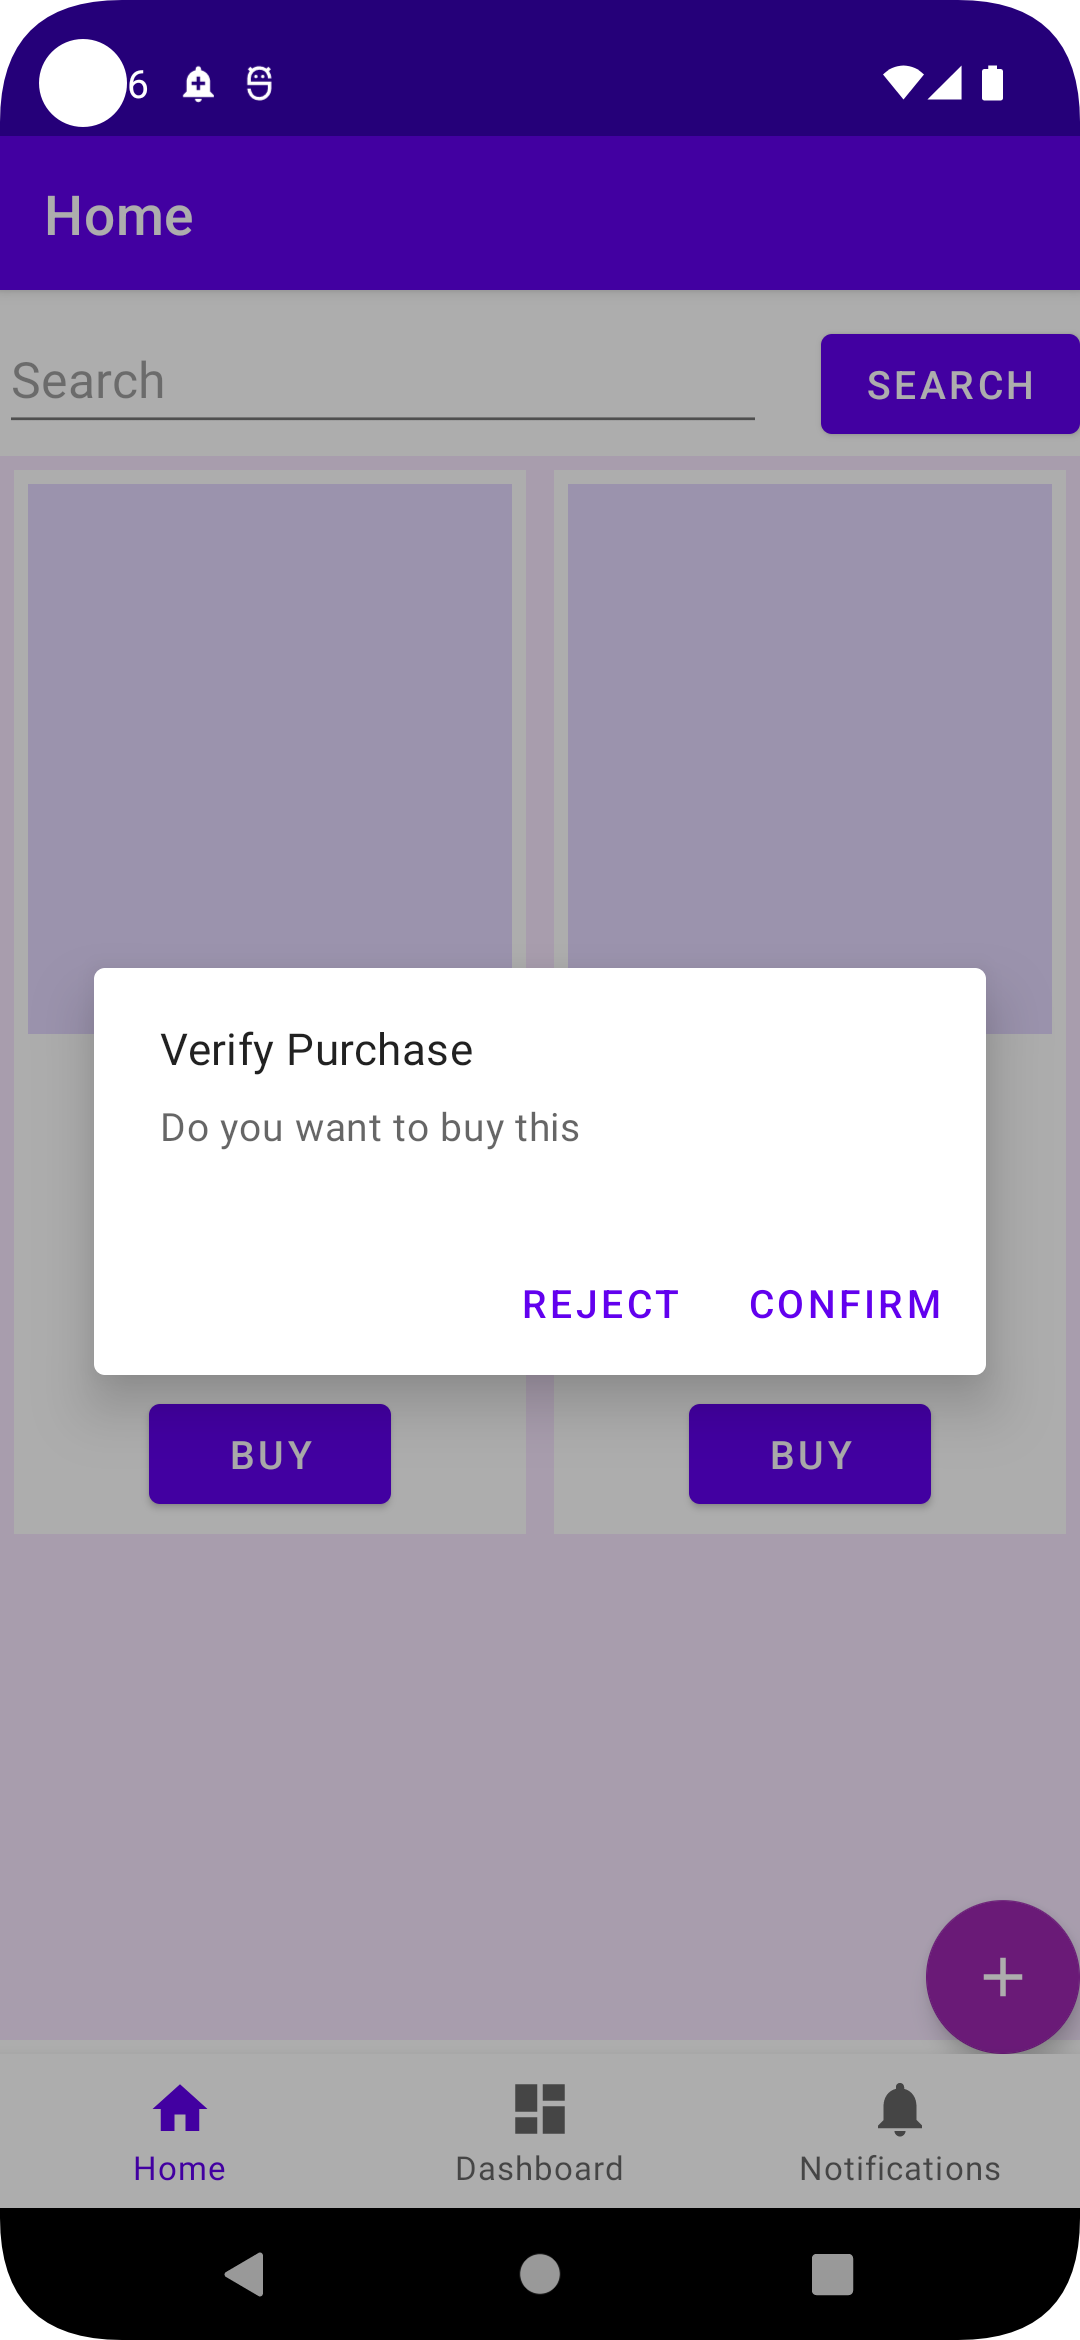 6
Home
Search
SEARCH
Verify Purchase
Do you want to buy this
REJECT CONFIRM
BUY BUY
Home Dashboard Notifications